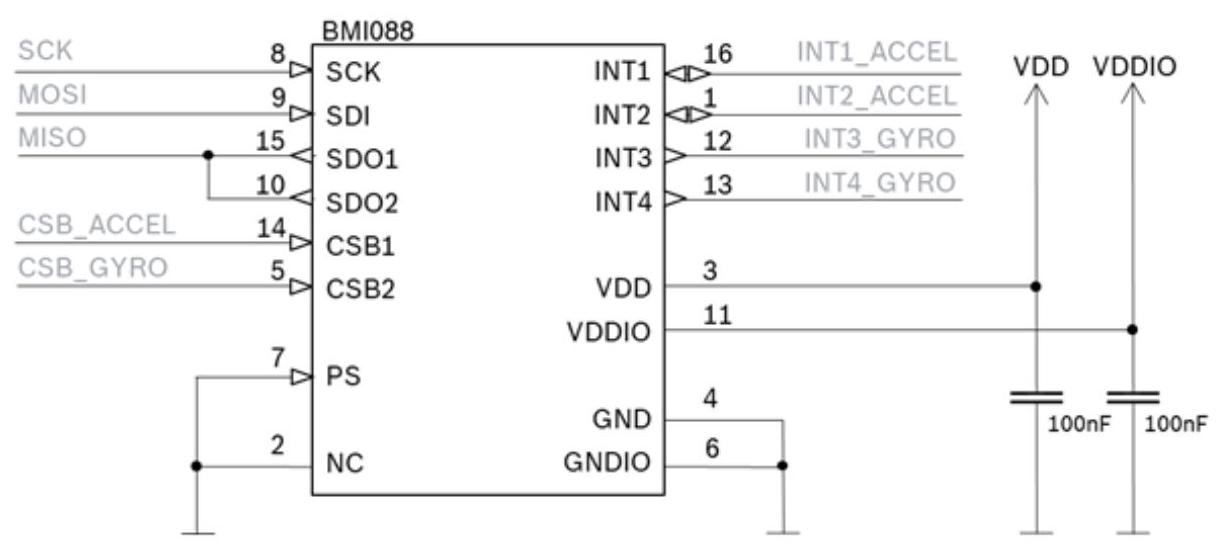 BMI088
SCK 8 SCK INT1 16 INT1_ACCEL
MOSI 9 SDI INT2 1 INT2_ACCEL
MISO 15 SDO1 INT3 12 INT3_GYRO
10 SDO2 INT4 13 INT4_GYRO
CSB_ACCEL 14 CSB1
CSB_GYRO 5 CSB2 VDD 3
VDDIO 11
7 PS
GND 4
2 NC GNDIO 6
VDD VDDIO
100nF 100nF